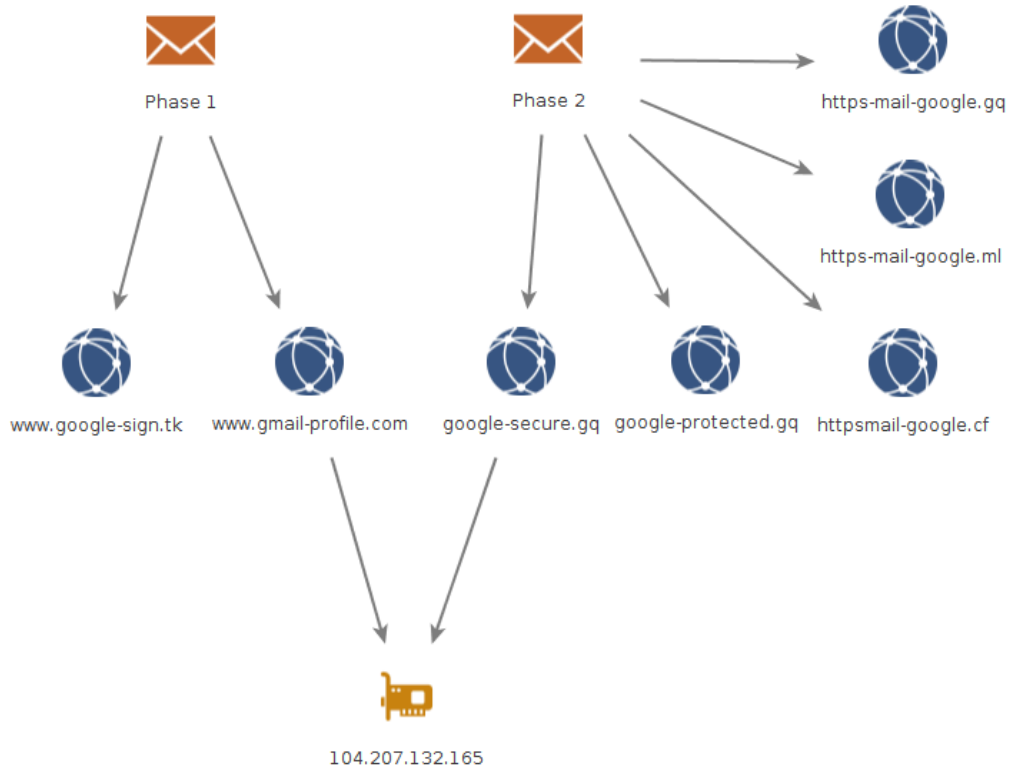 Phase 1
Phase 2
https-mail-google.gq
https-mail-google.ml
www.google-sign.tk
www.gmail-profile.com
google-secure.gq
google-protected.gq
httpsmail-google.cf
104.207.132.165